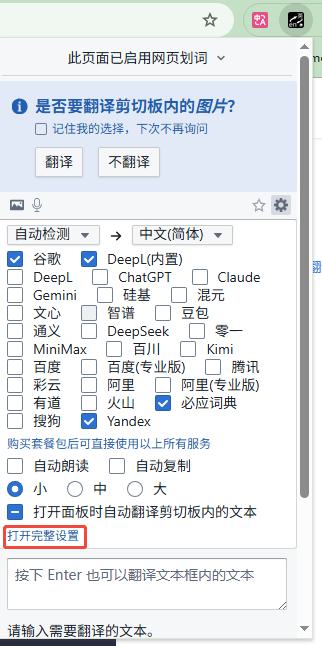 此页面已启用网页划词
是否要翻译剪切板内的图片?
记住我的选择，下次不再询问
翻译 不翻译
自动检测 → 中文(简体)
谷歌 DeepL(内置)
DeepL ChatGPT Claude
Gemini 硅基 混元
文心 智谱 豆包
通义 DeepSeek 零一
MiniMax 百川 Kimi
百度 百度(专业版) 腾讯
彩云 阿里 阿里(专业版)
有道 火山 必应词典
搜狗 Yandex
购买套餐包后可直接使用以上所有服务
自动朗读 自动复制
小 中 大
打开面板时自动翻译剪切板内的文本
打开完整设置
按下 Enter 也可以翻译文本框内的文本
请输入需要翻译的文本。